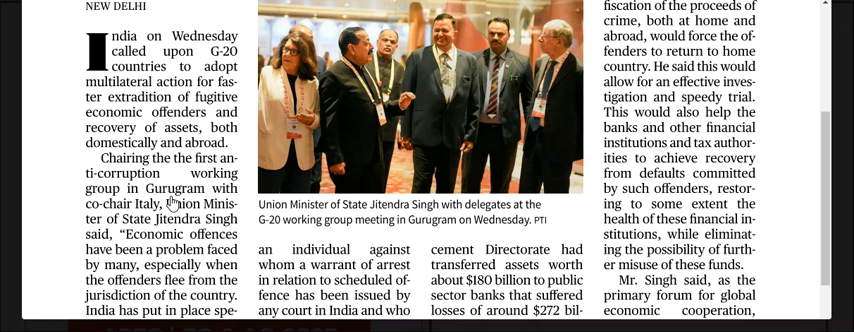 NEW DELHI
India on Wednesday
called upon G-20
countries to adopt
multilateral action for fas-
ter extradition of fugitive
economic offenders and
recovery of assets, both
domestically and abroad.
Chairing the the first an-
ti-corruption working
group in Gurugram with
co-chair Italy, Union Minis-
ter of State Jitendra Singh
said, “Economic offences
have been a problem faced
by many, especially when
the offenders flee from the
jurisdiction of the country.
India has put in place spe-
Union Minister of State Jitendra Singh with delegates at the
G-20 working group meeting in Gurugram on Wednesday. PTI
an individual against
whom a warrant of arrest
in relation to scheduled of-
fence has been issued by
any court in India and who
cement Directorate had
transferred assets worth
about $180 billion to public
sector banks that suffered
losses of around $272 bil-
fiscation of the proceeds of
crime, both at home and
abroad, would force the of-
fenders to return to home
country. He said this would
allow for an effective inves-
tigation and speedy trial.
This would also help the
banks and other financial
institutions and tax author-
ities to achieve recovery
from defaults committed
by such offenders, restor-
ing to some extent the
health of these financial in-
stitutions, while eliminat-
ing the possibility of furth-
er misuse of these funds.
Mr. Singh said, as the
primary forum for global
economic cooperation,